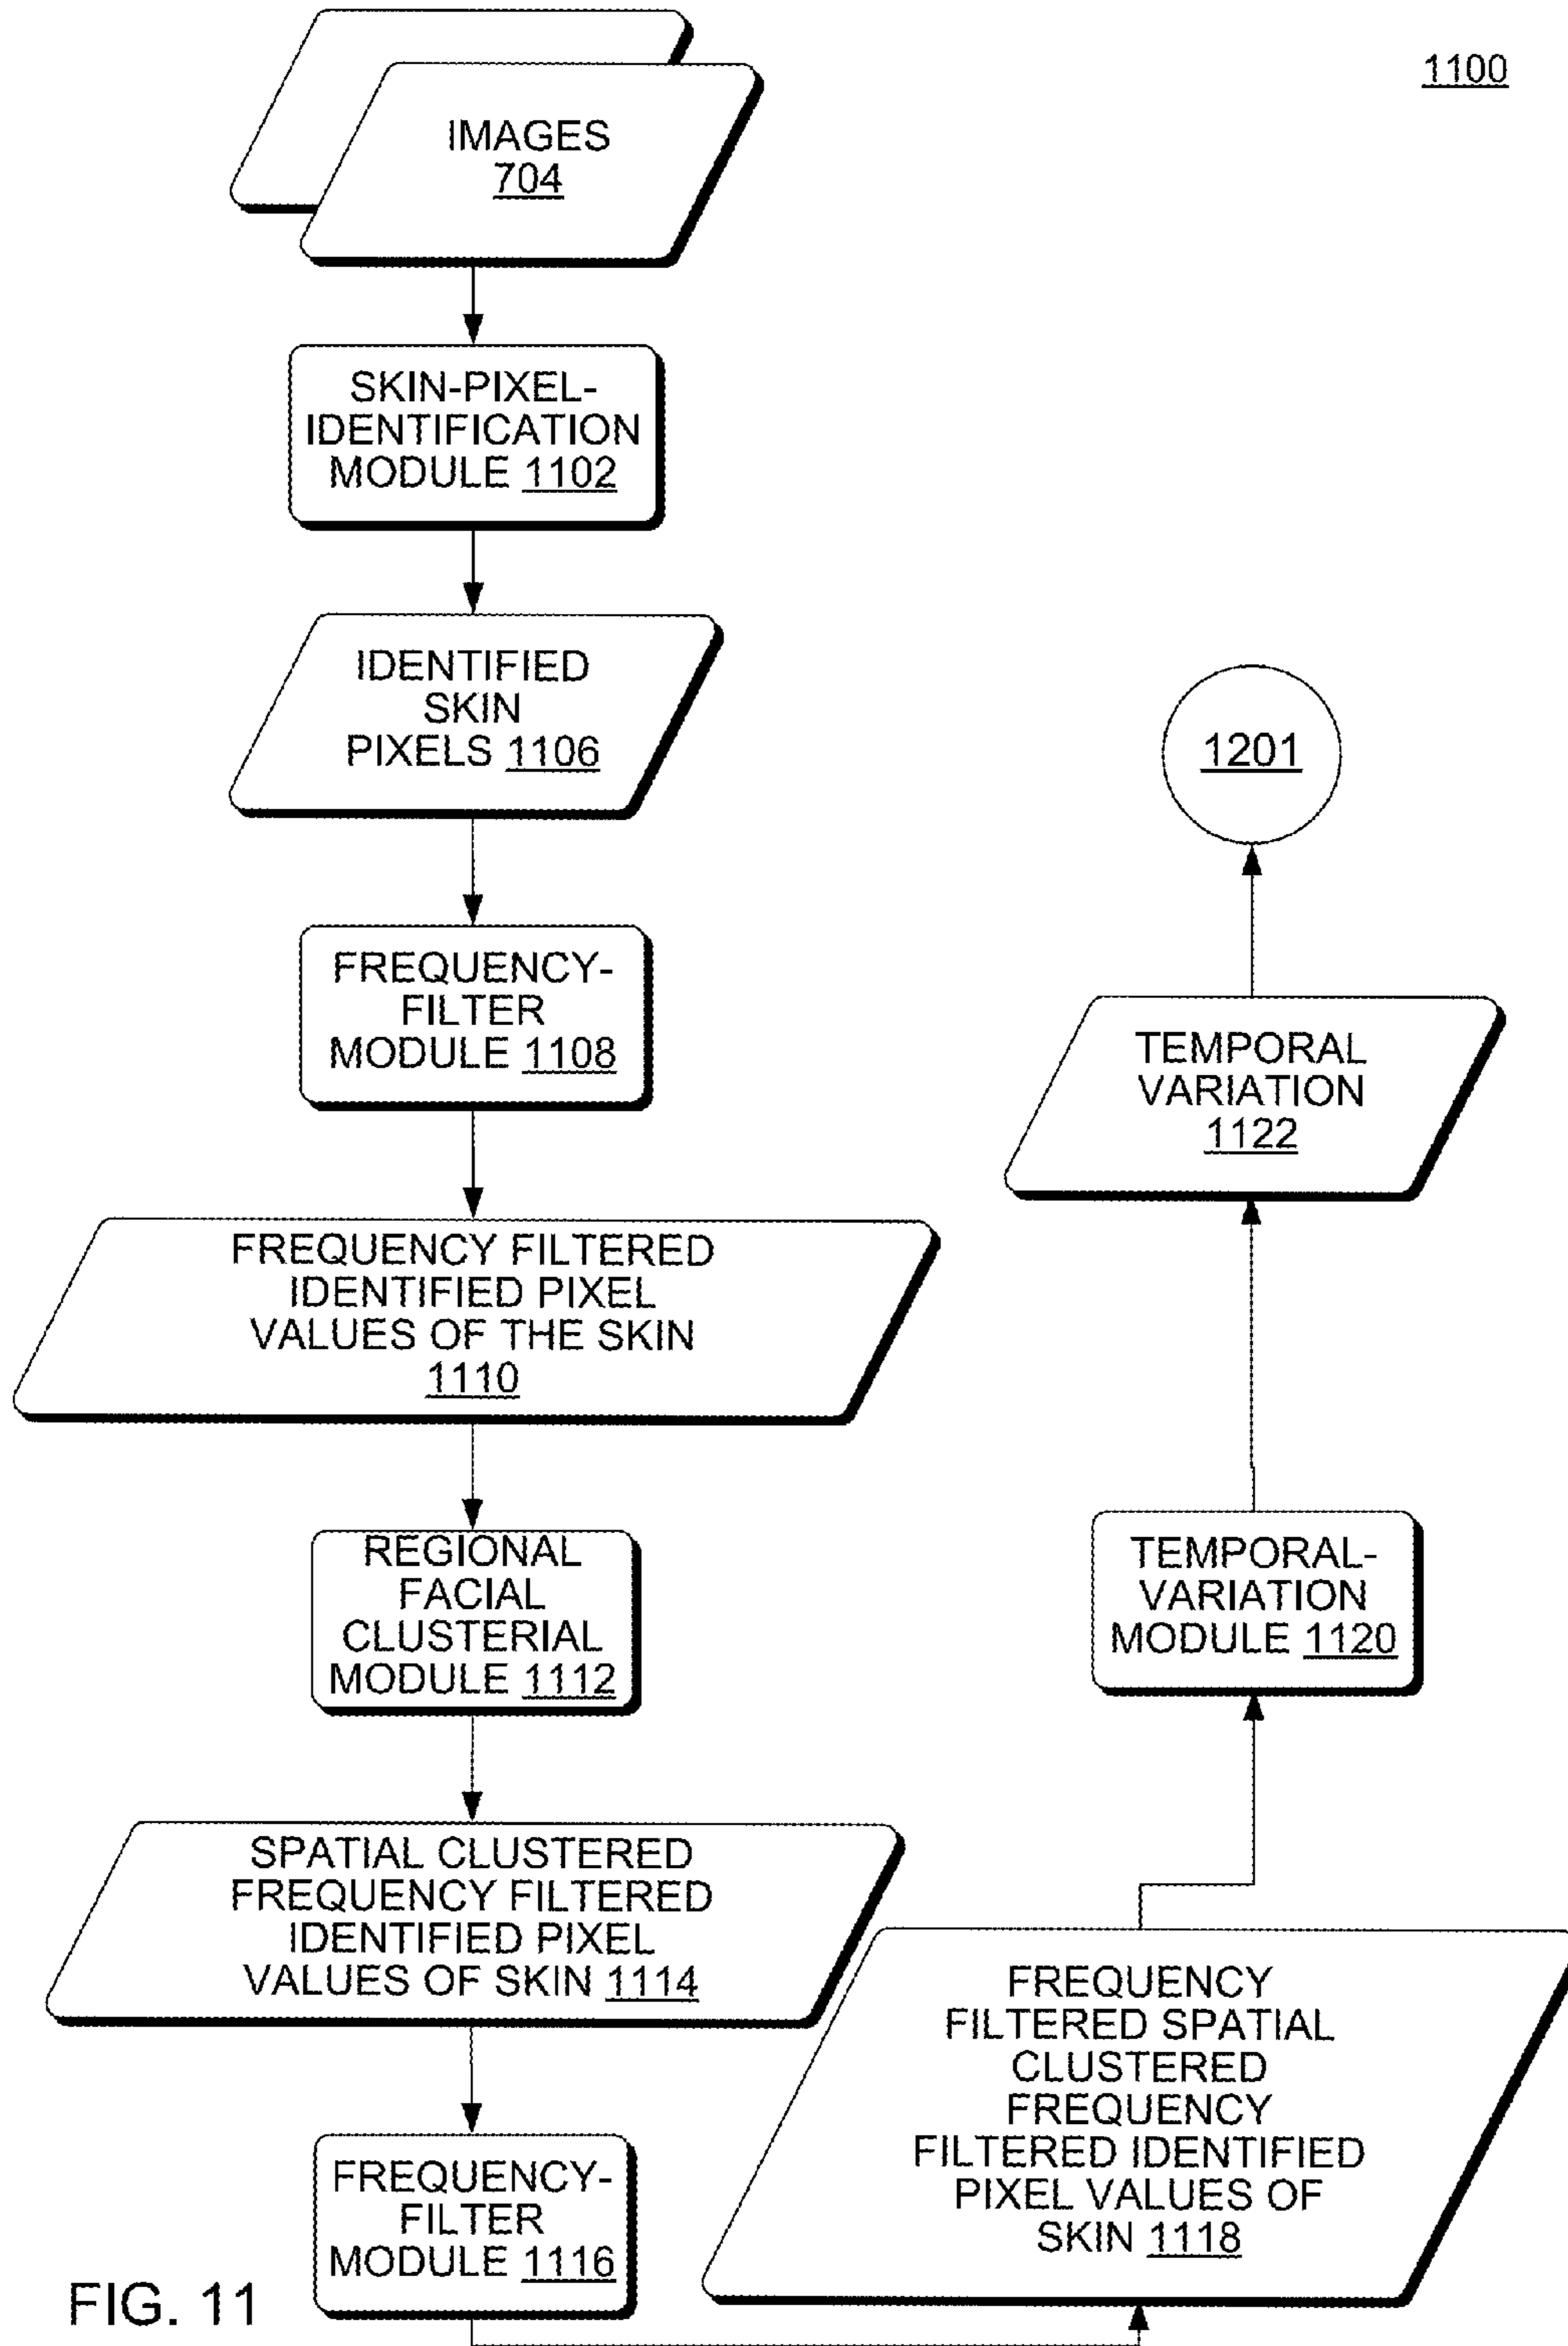 1100
IMAGES
704
SKIN-PIXEL-
IDENTIFICATION
MODULE 1102
IDENTIFIED
SKIN
PIXELS 1106
FREQUENCY-
FILTER
MODULE 1108
FREQUENCY FILTERED
IDENTIFIED PIXEL
VALUES OF THE SKIN
1110
REGIONAL
FACIAL
CLUSTERIAL
MODULE 1112
SPATIAL CLUSTERED
FREQUENCY FILTERED
IDENTIFIED PIXEL
VALUES OF SKIN 1114
FREQUENCY-
FILTER
MODULE 1116
FREQUENCY
FILTERED SPATIAL
CLUSTERED
FREQUENCY
FILTERED IDENTIFIED
PIXEL VALUES OF
SKIN 1118
TEMPORAL-
VARIATION
MODULE 1120
TEMPORAL
VARIATION
1122
1201
FIG. 11